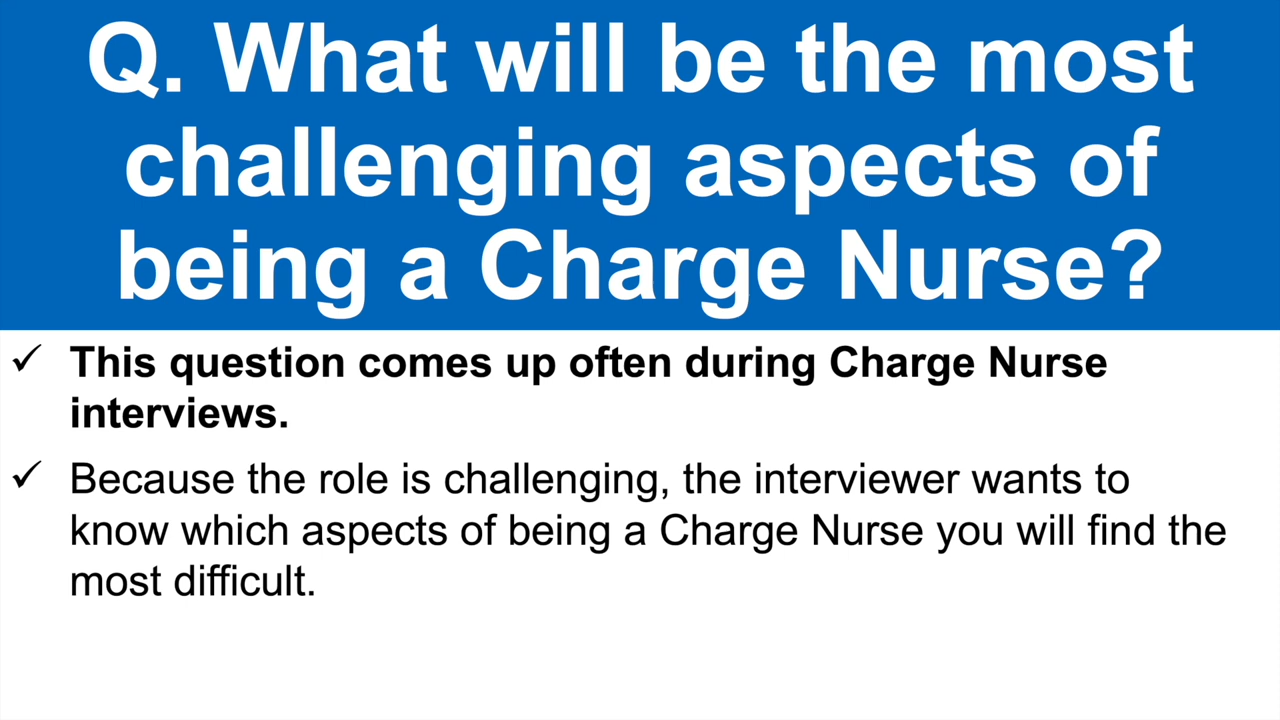 Q. What will be the most
challenging aspects of
being a Charge Nurse?
✓ This question comes up often during Charge Nurse
interviews.
✓ Because the role is challenging, the interviewer wants to
know which aspects of being a Charge Nurse you will find the
most difficult.